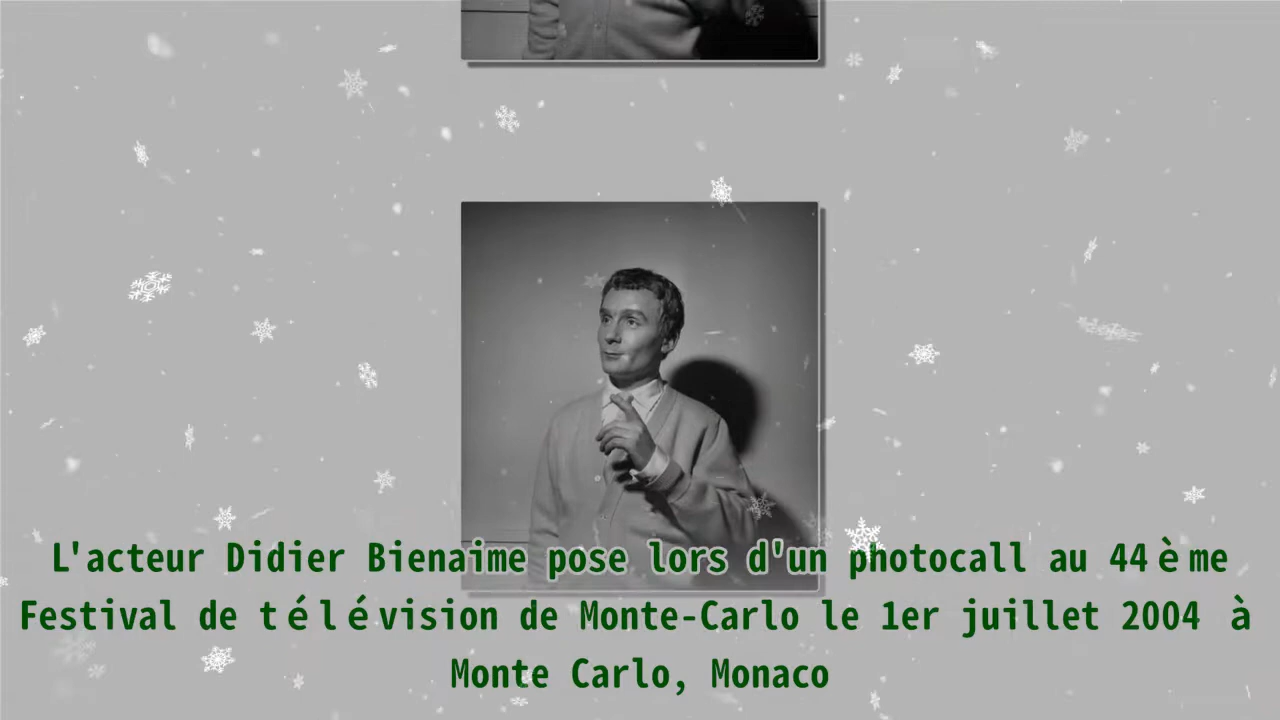 L'acteur Didier Bienaime pose lors d'un photocall au 44ème
Festival de télévision de Monte-Carlo le 1er juillet 2004 à
Monte Carlo, Monaco